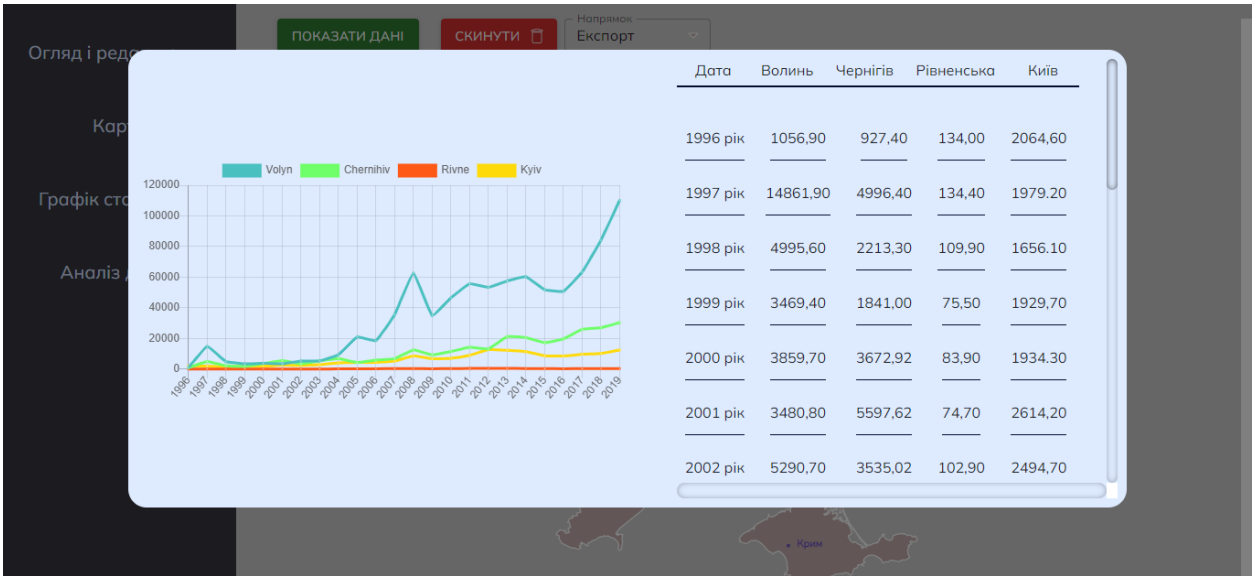 ПОКАЗАТИ ДАНІ
СКИНУТИ
Напрямок
Експорт
Огляд і
Volyn Chernihiv Rivne Kyiv
120000
100000
80000
60000
40000
20000
0
1996 1997 1998 1999 2000 2001 2002 2003 2004 2005 2006 2007 2008 2009 2010 2011 2012 2013 2014 2015 2016 2017 2018 2019
Графік
Аналіз
Дата Волинь Чернігів Рівненська Київ
1996 рік 1056,90 927,40 134,00 2064,60
1997 рік 14861,90 4996,40 134,40 1979.20
1998 рік 4995,60 2213,30 109,90 1656.10
1999 рік 3469,40 1841,00 75,50 1929,70
2000 рік 3859,70 3672,92 83,90 1934.30
2001 рік 3480,80 5597,62 74,70 2614,20
2002 рік 5290,70 3535,02 102,90 2494,70
Крим